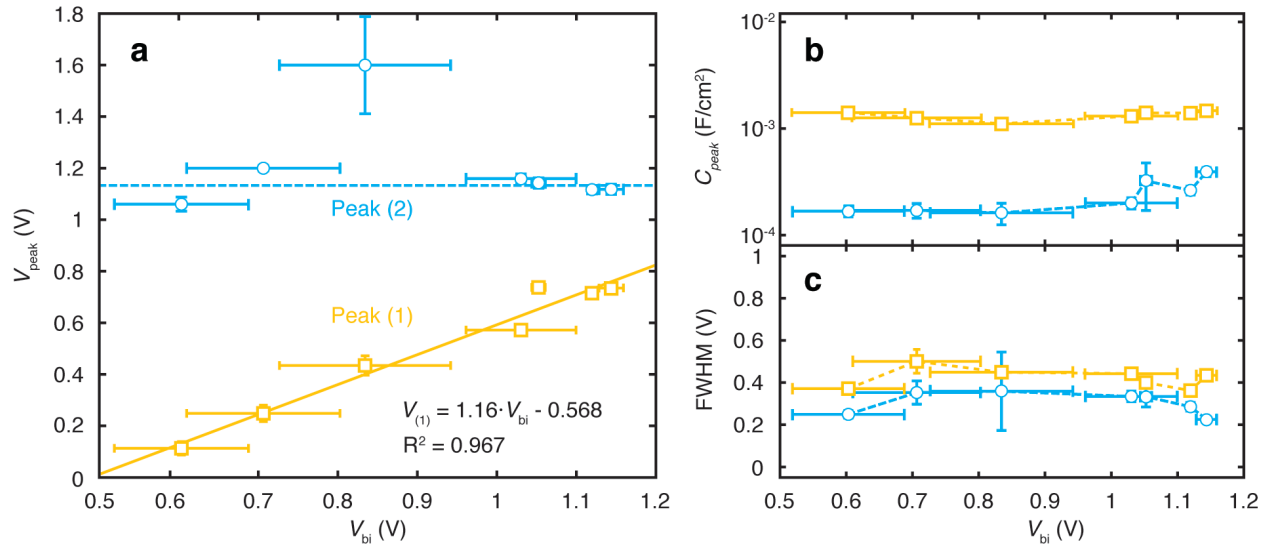 a
1.8
1.6
1.4
1.2
1
0.8
0.6
0.4
0.2
0
V_peak (V)
Peak (2)
Peak (1)
V_(1) = 1.16·V_bi - 0.568
R² = 0.967
0.5 0.6 0.7 0.8 0.9 1 1.1 1.2
V_bi (V)
b
10⁻²
10⁻³
10⁻⁴
C_peak (F/cm²)
c
1
0.8
0.6
0.4
0.2
0
FWHM (V)
0.5 0.6 0.7 0.8 0.9 1 1.1 1.2
V_bi (V)